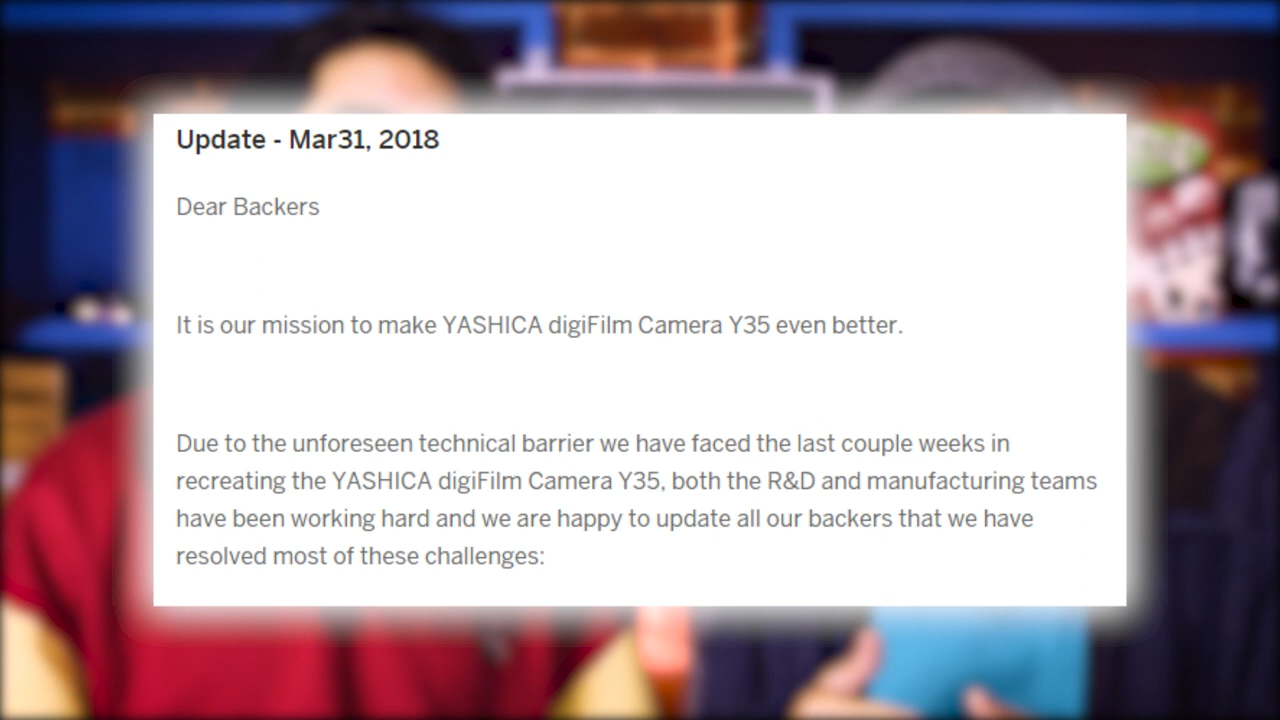 Update - Mar31, 2018
Dear Backers
It is our mission to make YASHICA digiFilm Camera Y35 even better.
Due to the unforeseen technical barrier we have faced the last couple weeks in
recreating the YASHICA digiFilm Camera Y35, both the R&D and manufacturing teams
have been working hard and we are happy to update all our backers that we have
resolved most of these challenges: